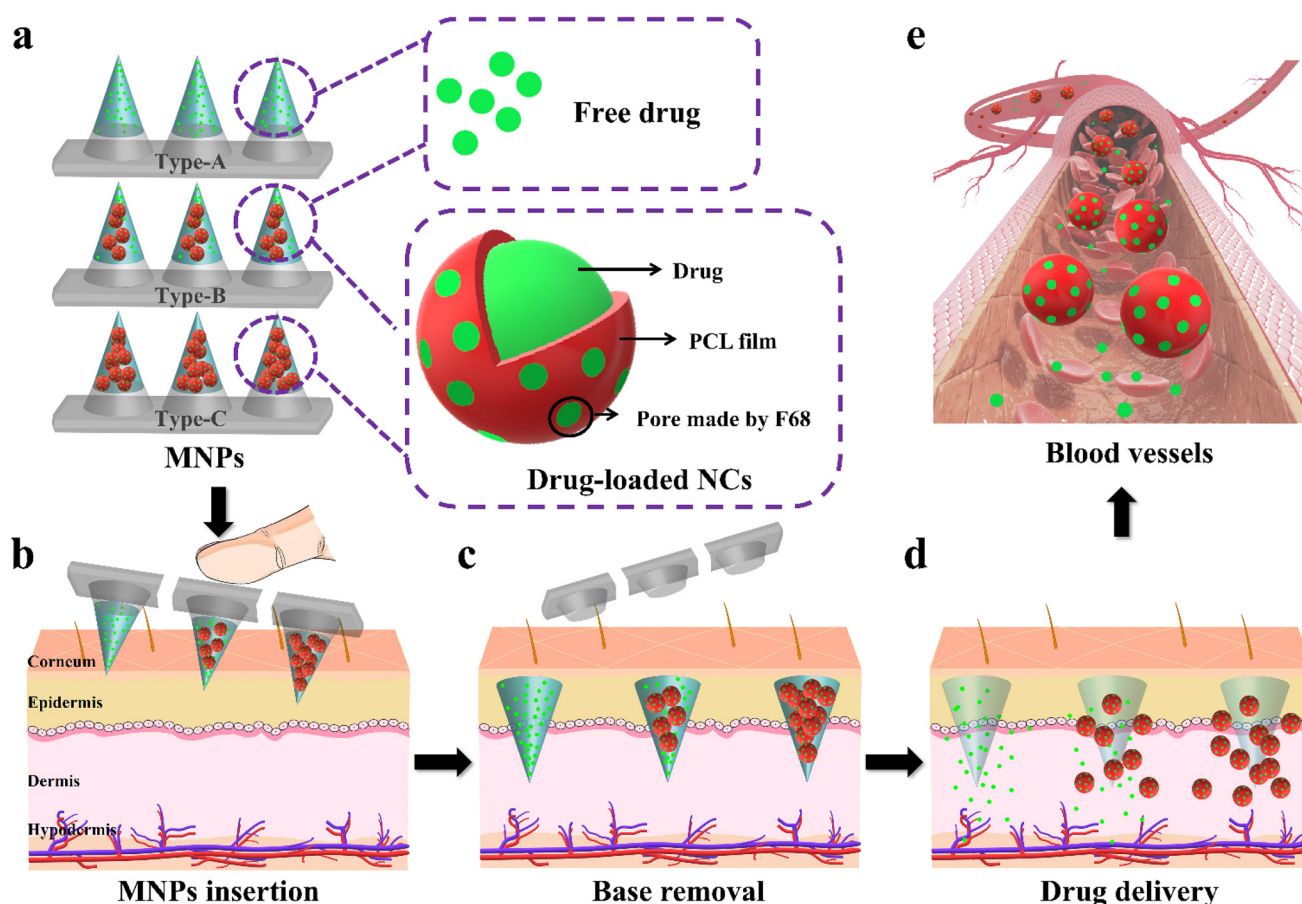 a
Type-A
Type-B
Type-C
MNPs
Free drug
Drug
PCL film
Pore made by F68
Drug-loaded NCs
e
Blood vessels
b
Corneum
Epidermis
Dermis
Hypodermis
MNPs insertion
c
Base removal
d
Drug delivery